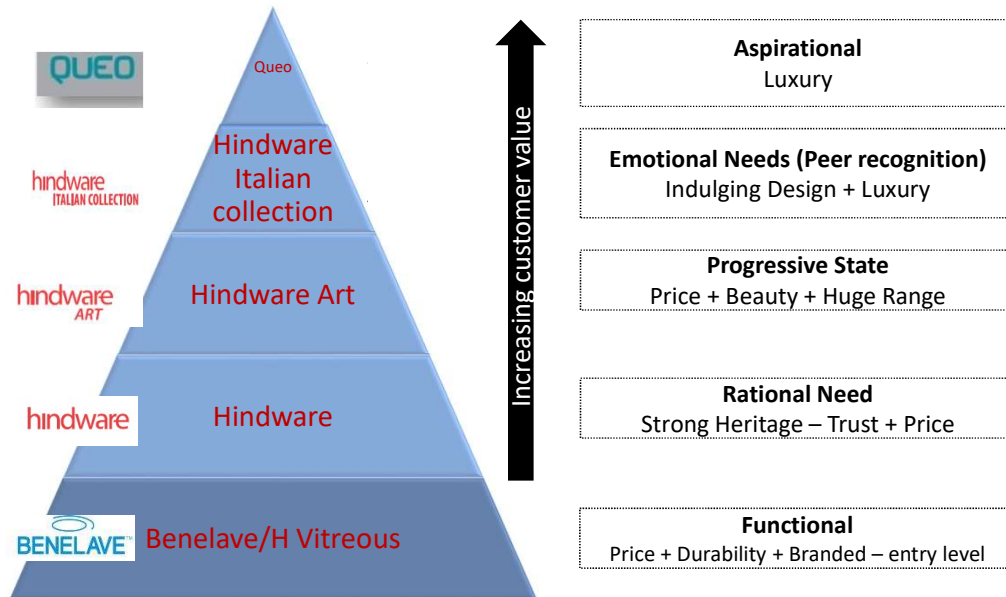 QUEO
Queo
Aspirational
Luxury
hindware
ITALIAN COLLECTION
Hindware
Italian
collection
Emotional Needs (Peer recognition)
Indulging Design + Luxury
hindware
ART
Hindware Art
Progressive State
Price + Beauty + Huge Range
hindware
Hindware
Rational Need
Strong Heritage – Trust + Price
BENELAVE™
Benelave/H Vitreous
Functional
Price + Durability + Branded – entry level
Increasing customer value